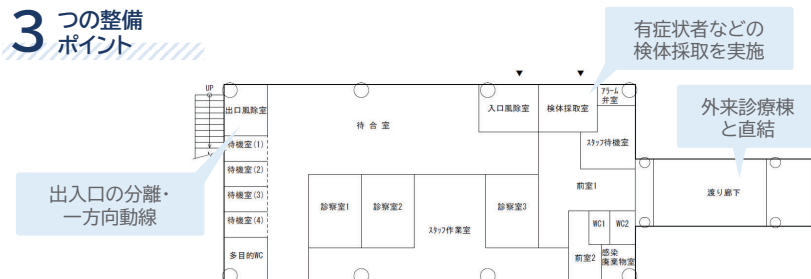 3 つの整備
ポイント
有症状者などの
検体採取を実施
外来診療棟
と直結
出入口の分離・
一方向動線
UP
出口風除室
待合室
入口風除室
検体採取室
アラーム
弁室
スタッフ待機室
待機室(1)
待機室(2)
待機室(3)
待機室(4)
多目的WC
診察室1
診察室2
スタッフ作業室
診察室3
前室1
渡り廊下
WC1
WC2
前室2
感染
廃棄物室